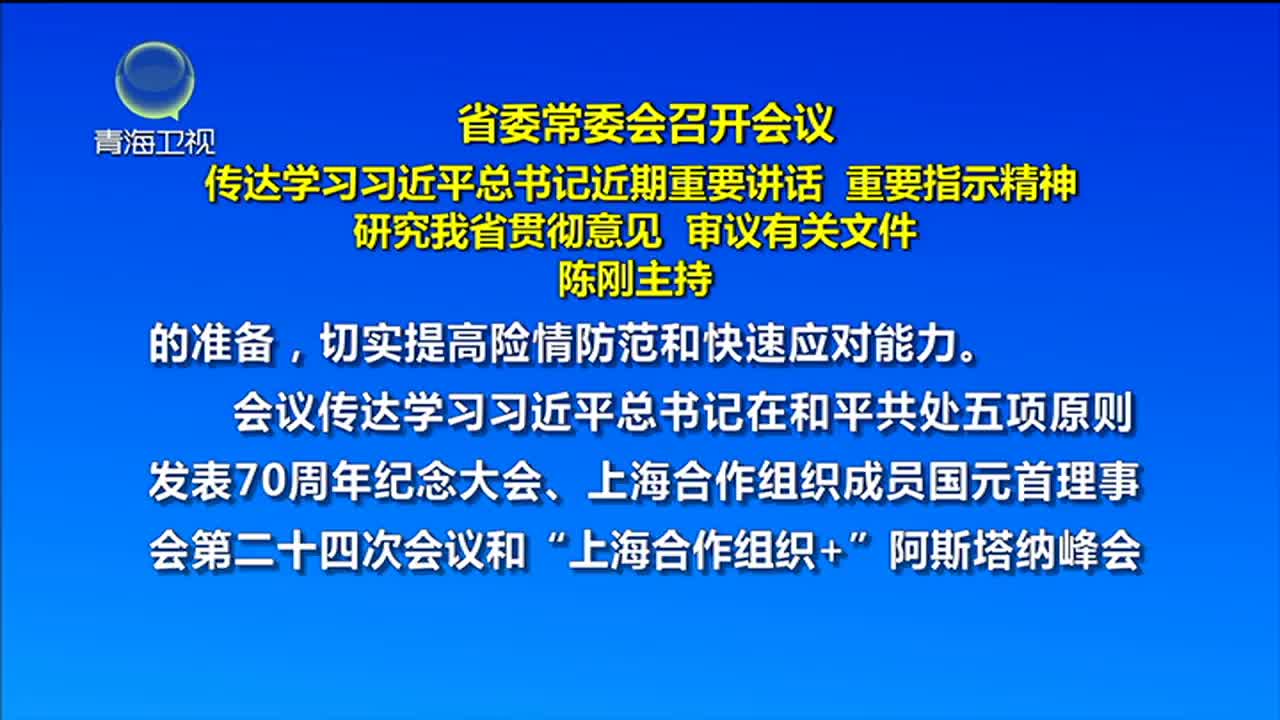 青海卫视
省委常委会召开会议
传达学习习近平总书记近期重要讲话 重要指示精神
研究我省贯彻意见 审议有关文件
陈刚主持
的准备，切实提高险情防范和快速应对能力。
会议传达学习习近平总书记在和平共处五项原则
发表70周年纪念大会、上海合作组织成员国元首理事
会第二十四次会议和“上海合作组织+”阿斯塔纳峰会